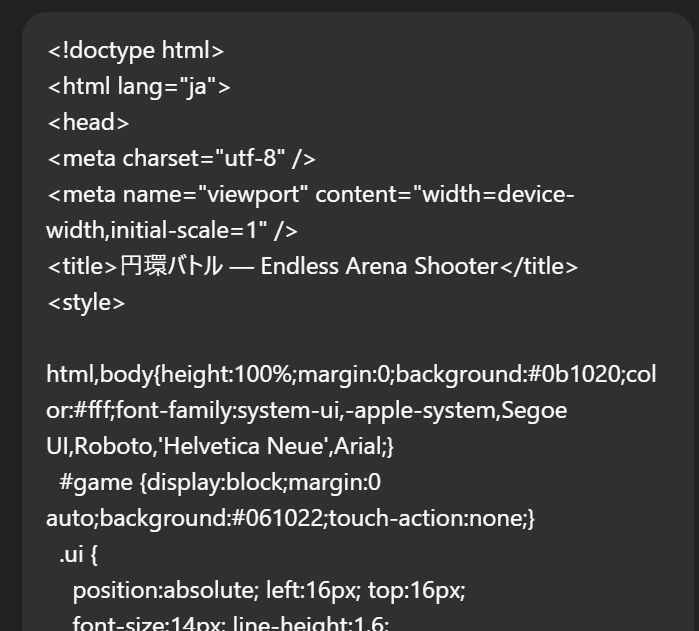 <!doctype html>
<html lang="ja">
<head>
<meta charset="utf-8" />
<meta name="viewport" content="width=device-
width,initial-scale=1" />
<title>円環バトル — Endless Arena Shooter</title>
<style>
html,body{height:100%;margin:0;background:#0b1020;col
or:#fff;font-family:system-ui,-apple-system,Segoe
UI,Roboto,'Helvetica Neue',Arial;}
#game {display:block;margin:0
auto;background:#061022;touch-action:none;}
.ui {
position:absolute; left:16px; top:16px;
font-size:14px; line-height:1.6;